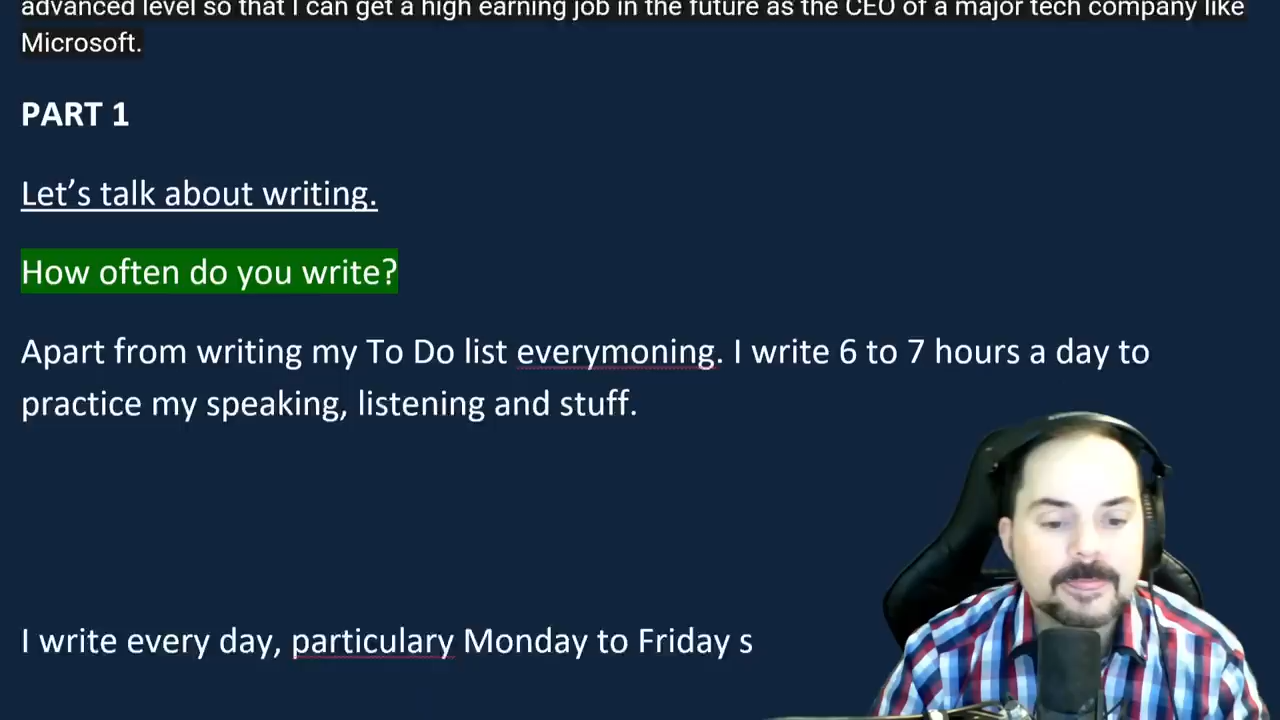 advanced level so that I can get a high earning job in the future as the CEO of a major tech company like
Microsoft.
PART 1
Let’s talk about writing.
How often do you write?
Apart from writing my To Do list everymoning. I write 6 to 7 hours a day to
practice my speaking, listening and stuff.
I write every day, particulary Monday to Friday s